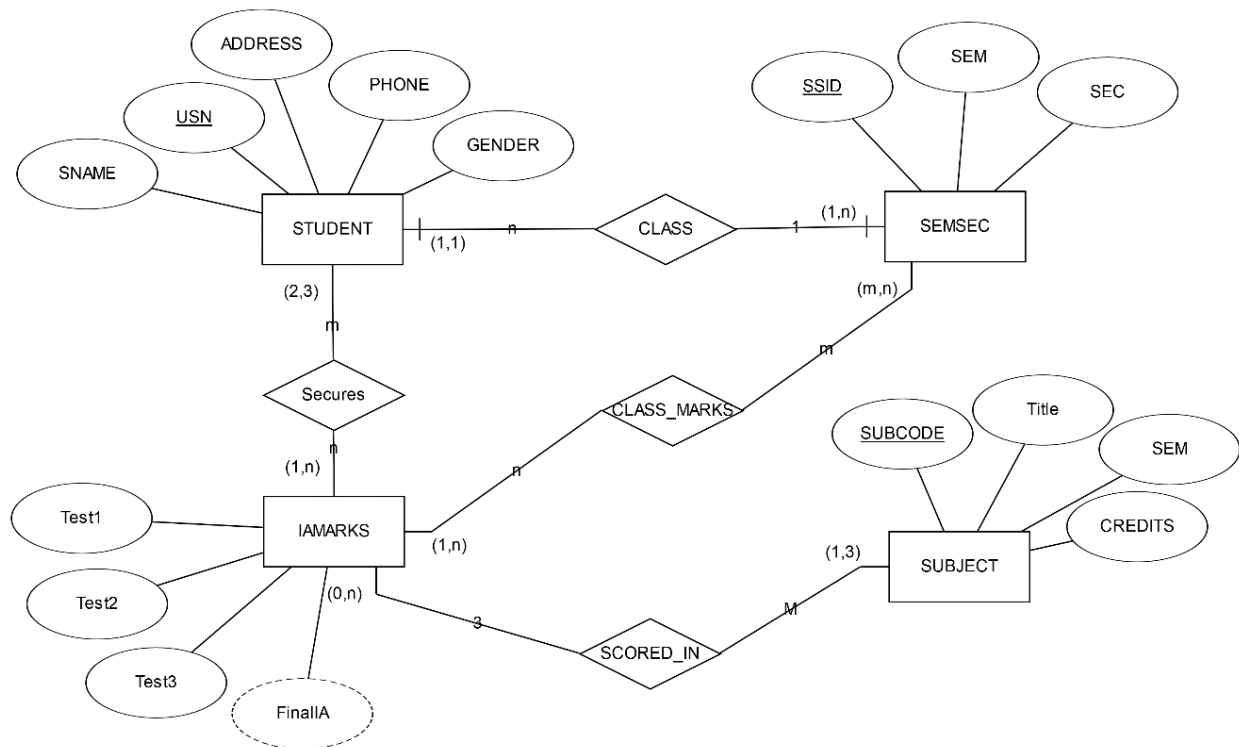 ADDRESS
PHONE
USN
GENDER
SNAME
STUDENT
(1,1)
n
CLASS
1
(1,n)
SEMSEC
SSID
SEM
SEC
(2,3)
m
Secures
n
(1,n)
(m,n)
m
CLASS_MARKS
n
(1,n)
IAMARKS
Test1
Test2
Test3
FinalIA
(0,n)
3
SCORED_IN
M
(1,3)
SUBJECT
SUBCODE
Title
SEM
CREDITS